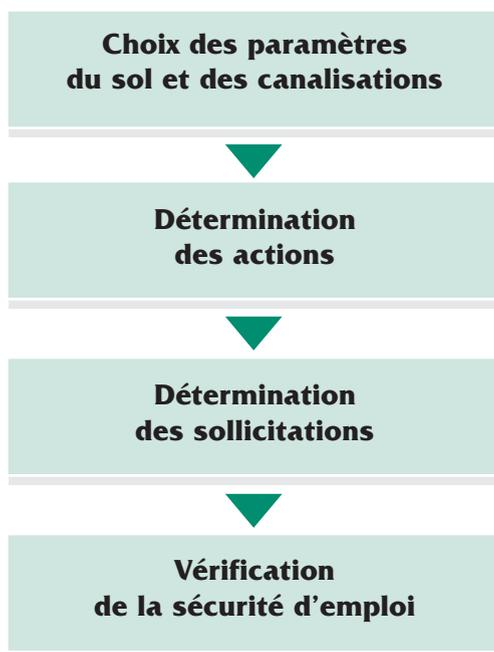 Choix des paramètres
du sol et des canalisations
Détermination
des actions
Détermination
des sollicitations
Vérification
de la sécurité d'emploi